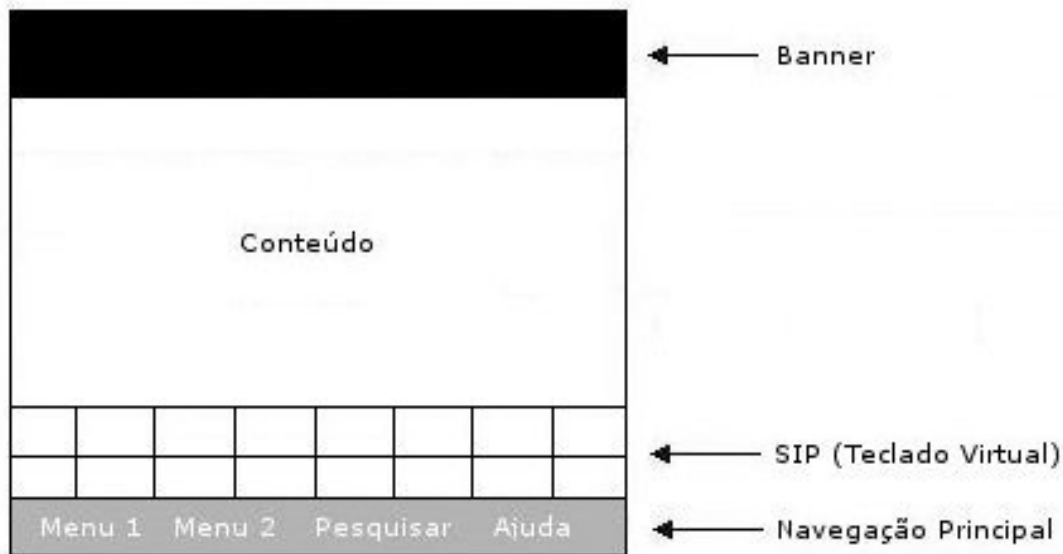 Banner
Conteúdo
SIP (Teclado Virtual)
Menu 1 Menu 2 Pesquisar Ajuda
Navegação Principal